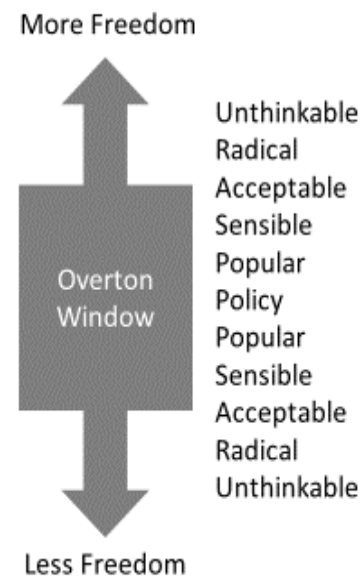 More Freedom
Unthinkable
Radical
Acceptable
Sensible
Popular
Policy
Popular
Sensible
Acceptable
Radical
Unthinkable
Overton
Window
Less Freedom